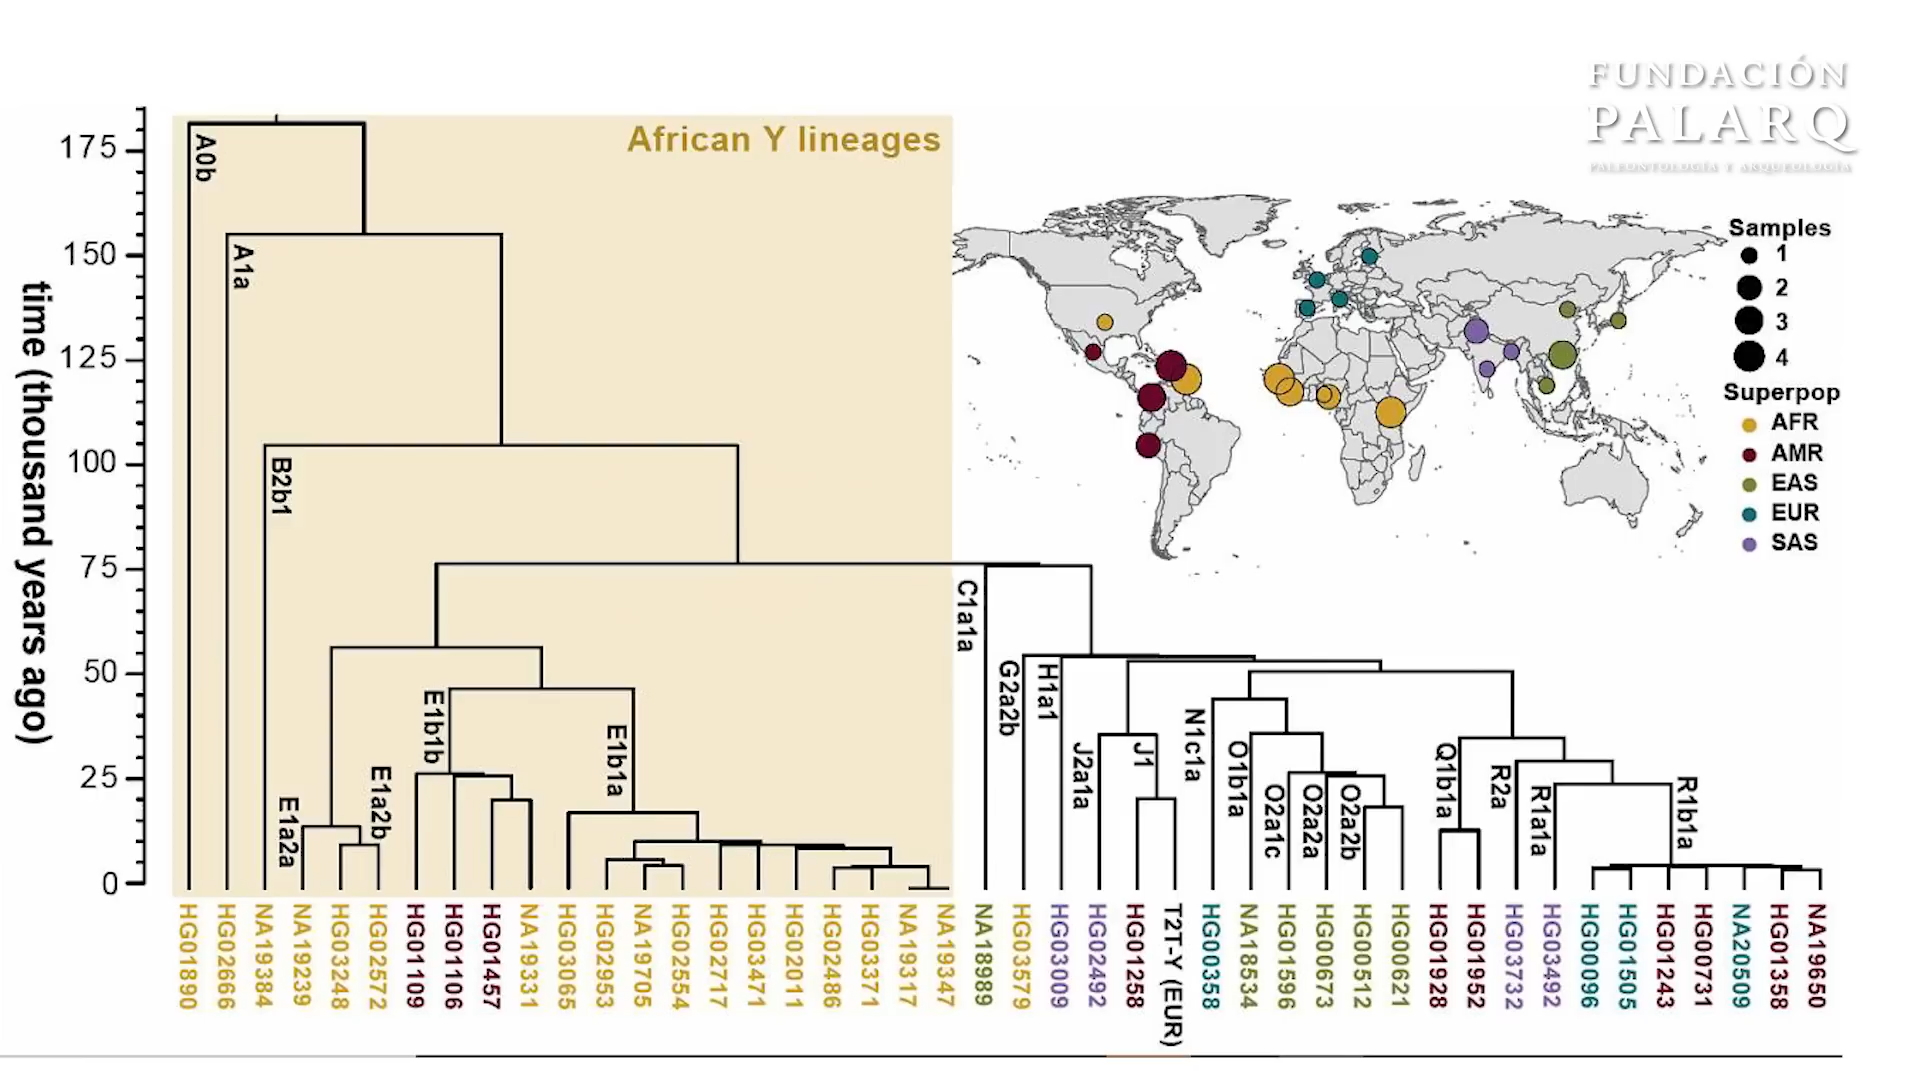 FUNDACIÓN
PALARQ
PALEONTOLOGÍA Y ARQUEOLOGÍA
African Y lineages
time (thousand years ago)
175
150
125
100
75
50
25
0
A0b
A1a
B2b1
E1a2a
E1a2b
E1b1b
E1b1a
C1a1a
G2a2b
H1a1
J2a1a
J1
N1c1a
O1b1a
O2a1c
O2a2a
O2a2b
Q1b1a
R2a
R1a1a
R1b1a
Samples
1
2
3
4
Superpop
AFR
AMR
EAS
EUR
SAS
HG01890
HG02666
NA19384
NA19239
HG03248
HG02572
HG01109
HG01106
HG01457
NA19331
HG03065
HG02953
NA19705
HG02554
HG02717
HG03471
HG02011
HG02486
HG03371
NA19317
NA19347
NA18989
HG03579
HG03009
HG02492
HG01258
T2T-Y (EUR)
HG00358
NA18534
HG01596
HG00673
HG00512
HG00621
HG01928
HG01952
HG03732
HG03492
HG00096
HG01505
HG01243
HG00731
NA20509
HG01358
NA19650